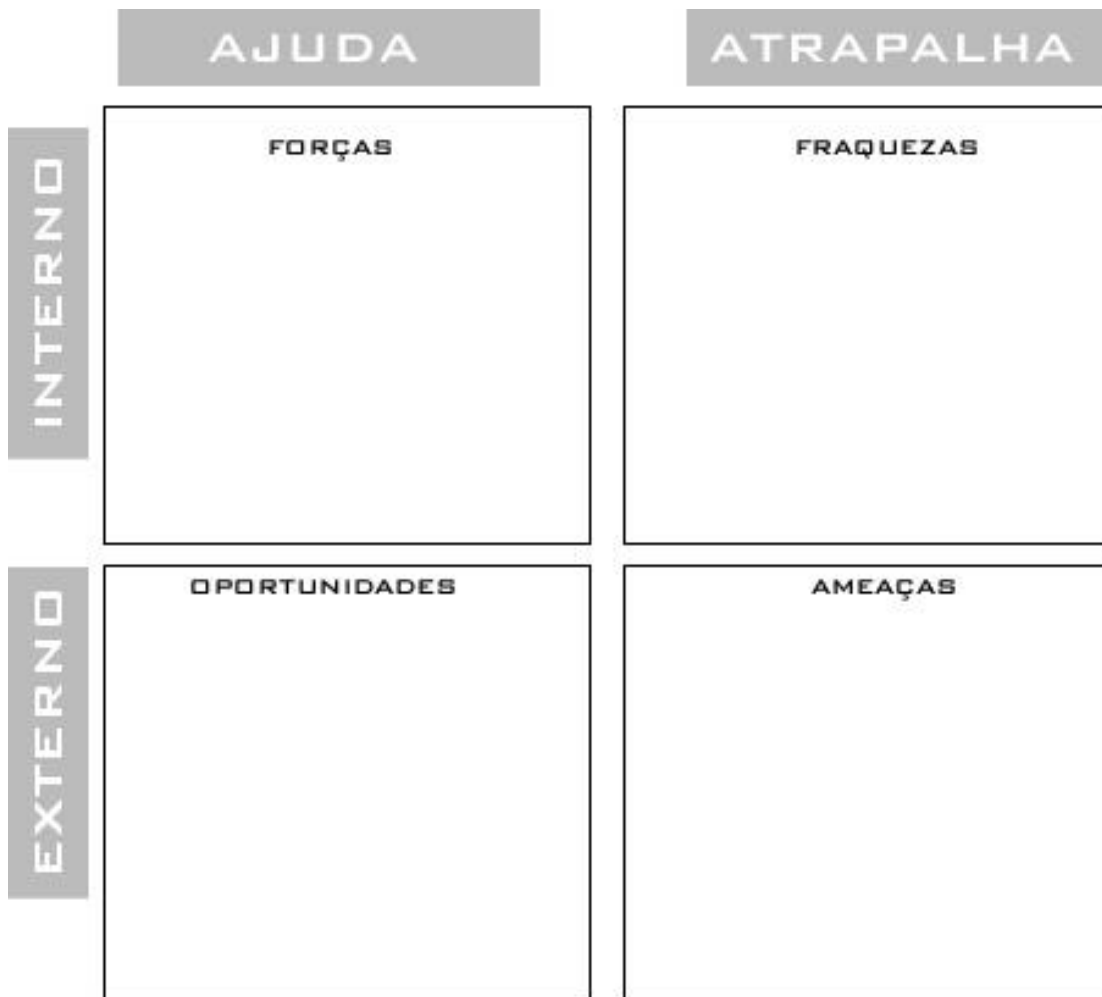 AJUDA
ATRAPALHA
INTERNO
FORÇAS
FRAQUEZAS
EXTERNO
OPORTUNIDADES
AMEAÇAS